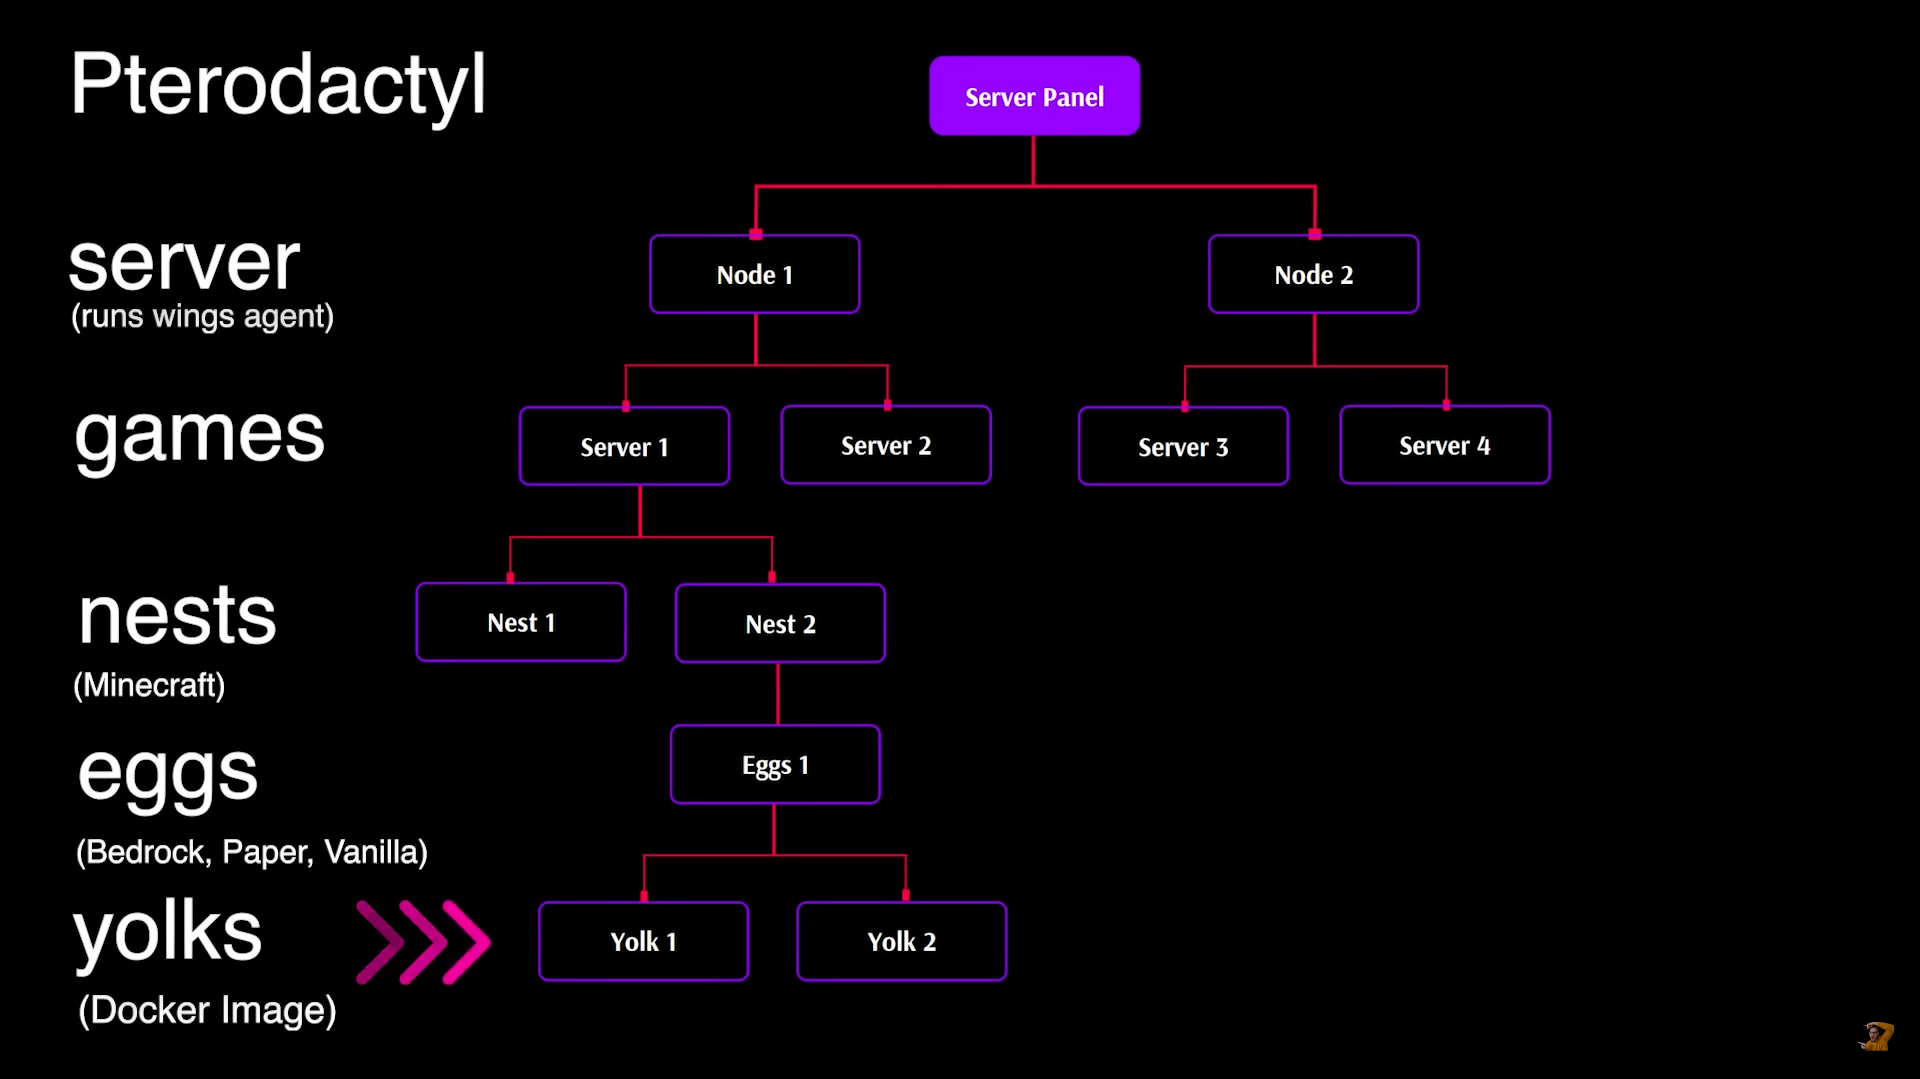 Pterodactyl
Server Panel
server
(runs wings agent)
Node 1
Node 2
games
Server 1
Server 2
Server 3
Server 4
nests
(Minecraft)
Nest 1
Nest 2
eggs
(Bedrock, Paper, Vanilla)
Eggs 1
yolks
(Docker Image)
Yolk 1
Yolk 2